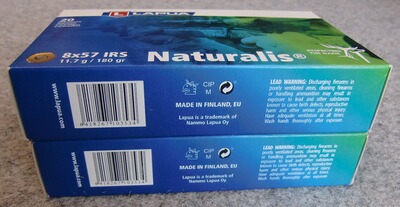 20
LAPUA
8x57 IRS
11.7 g / 180 gr
Naturalis®
www.lapua.com
CIP
M
MADE IN FINLAND, EU
Lapua is a trademark of
Nammo Lapua Oy
LEAD WARNING: Discharging firearms in
poorly ventilated areas, cleaning firearms
or handling ammunition may result in
exposure to lead and other substances
known to cause birth defects, reproductive
harm and other serious physical injury.
Have adequate ventilation at all times.
Wash hands thoroughly after exposure.
CIP
M
MADE IN FINLAND, EU
Lapua is a trademark of
Nammo Lapua Oy
LEAD WARNING: Discharging firearms in
poorly ventilated areas, cleaning firearms
or handling ammunition may result in
exposure to lead and other substances
known to cause birth defects, reproductive
harm and other serious physical injury.
Have adequate ventilation at all times.
Wash hands thoroughly after exposure.